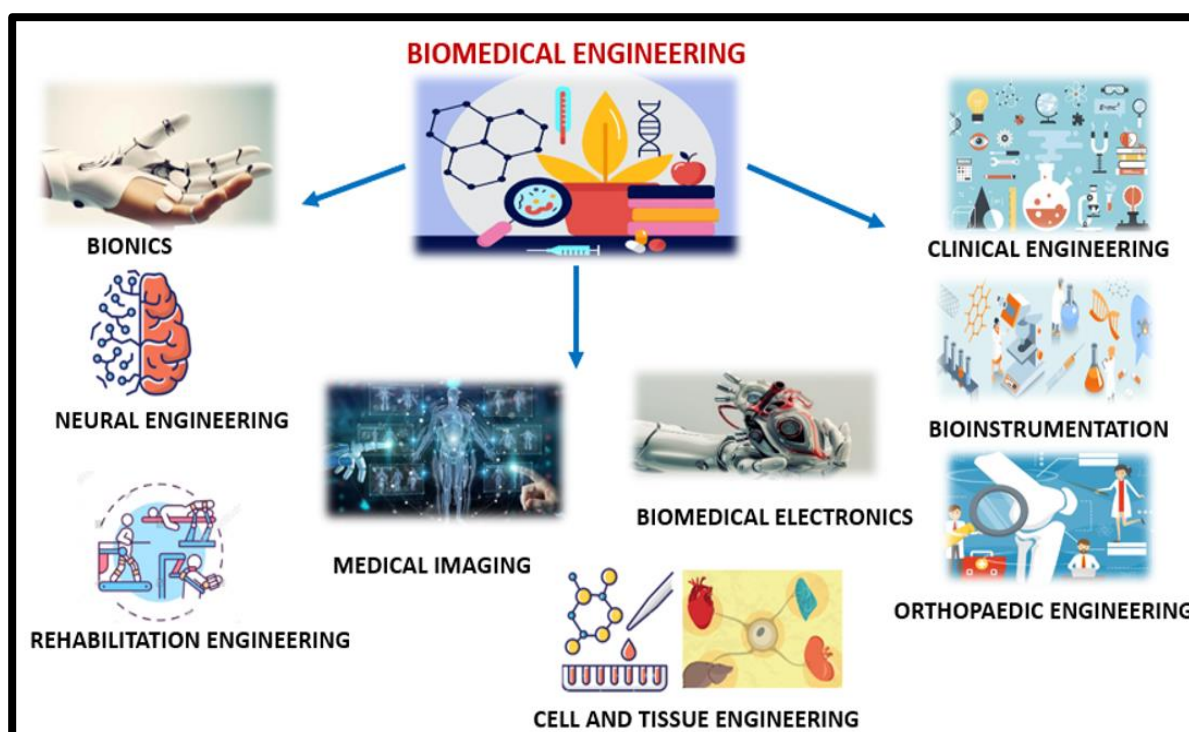 BIOMEDICAL ENGINEERING
BIONICS
CLINICAL ENGINEERING
NEURAL ENGINEERING
BIOINSTRUMENTATION
BIOMEDICAL ELECTRONICS
MEDICAL IMAGING
ORTHOPAEDIC ENGINEERING
REHABILITATION ENGINEERING
CELL AND TISSUE ENGINEERING